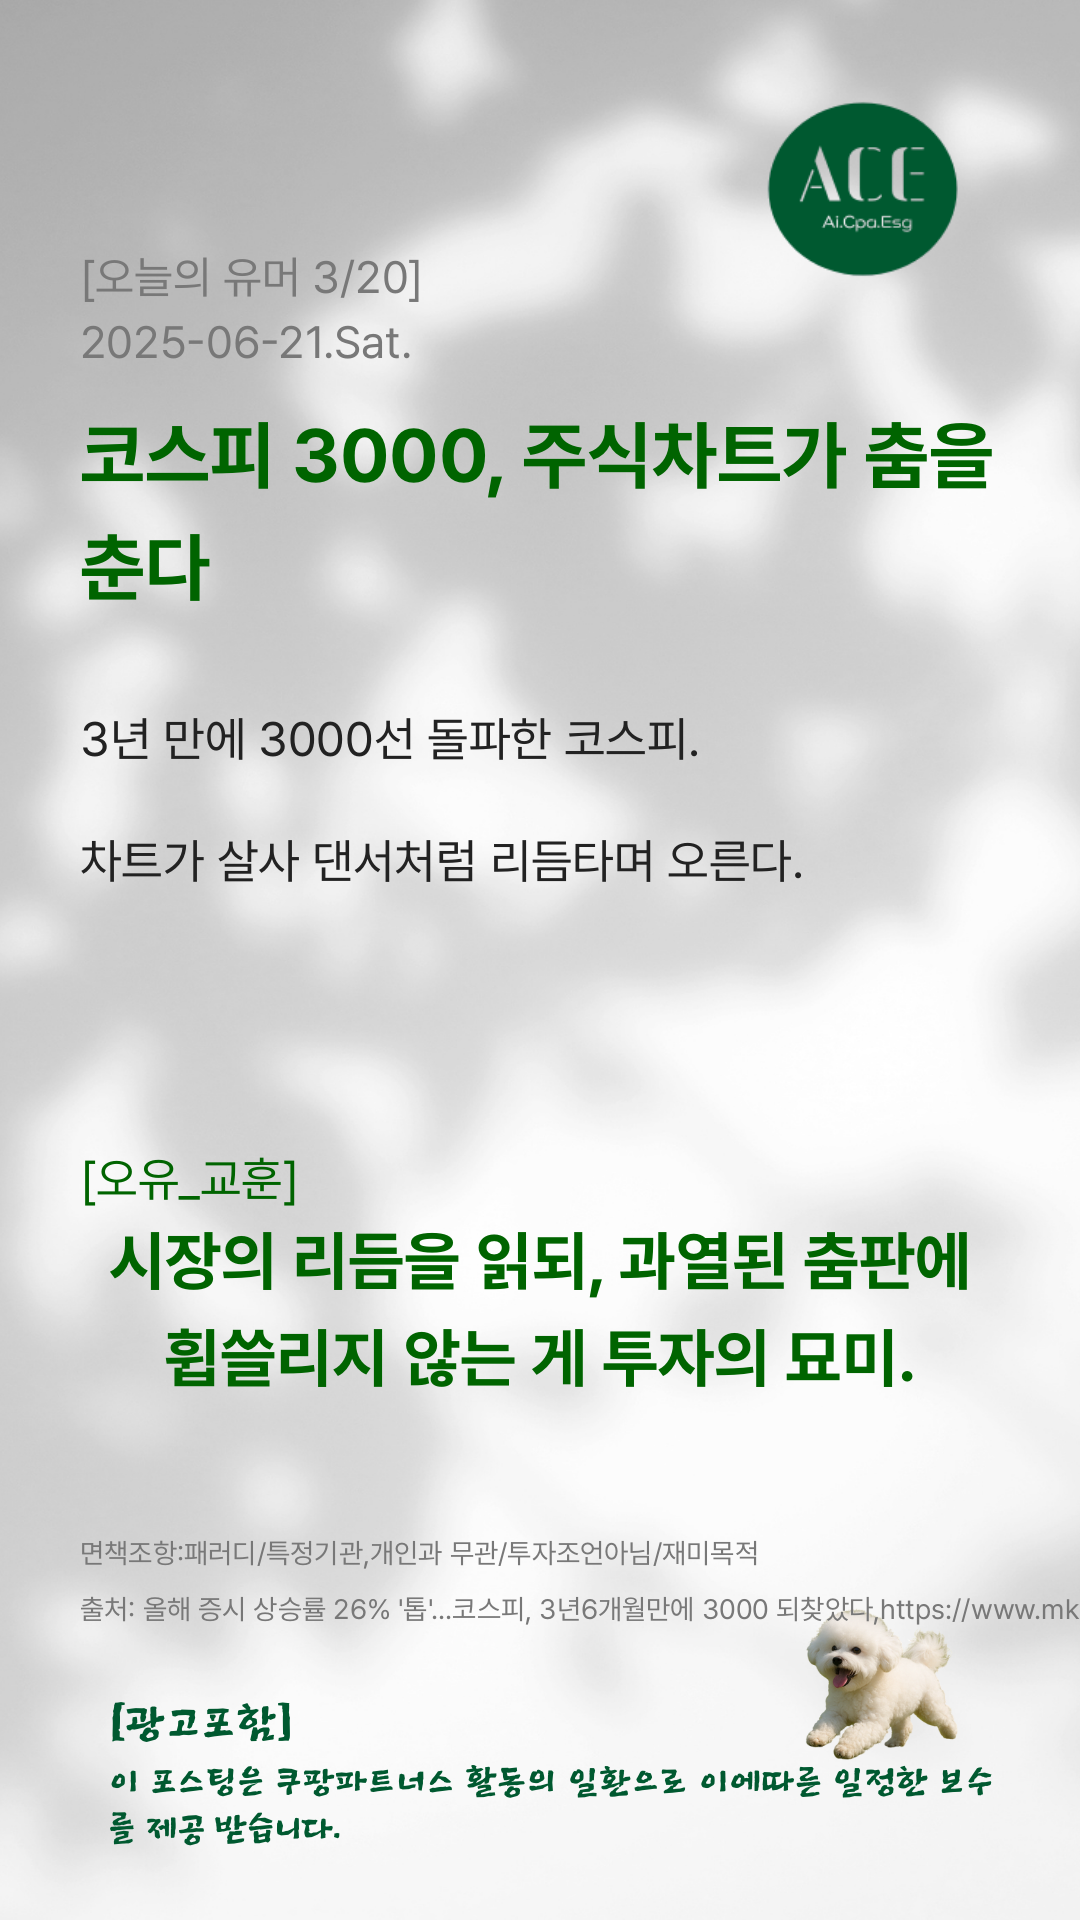 ACE
Ai.Cpa.Esg
[오늘의 유머 3/20]
2025-06-21.Sat.
코스피 3000, 주식차트가 춤을
춘다
3년 만에 3000선 돌파한 코스피.
차트가 살사 댄서처럼 리듬타며 오른다.
[오유_교훈]
시장의 리듬을 읽되, 과열된 춤판에
휩쓸리지 않는 게 투자의 묘미.
면책조항:패러디/특정기관,개인과 무관/투자조언아님/재미목적
출처: 올해 증시 상승률 26% '톱'...코스피, 3년6개월만에 3000 되찾았다,https://www.mk
[광고포함]
이 포스팅은 쿠팡파트너스 활동의 일환으로 이에따른 일정한 보수
를 제공 받습니다.